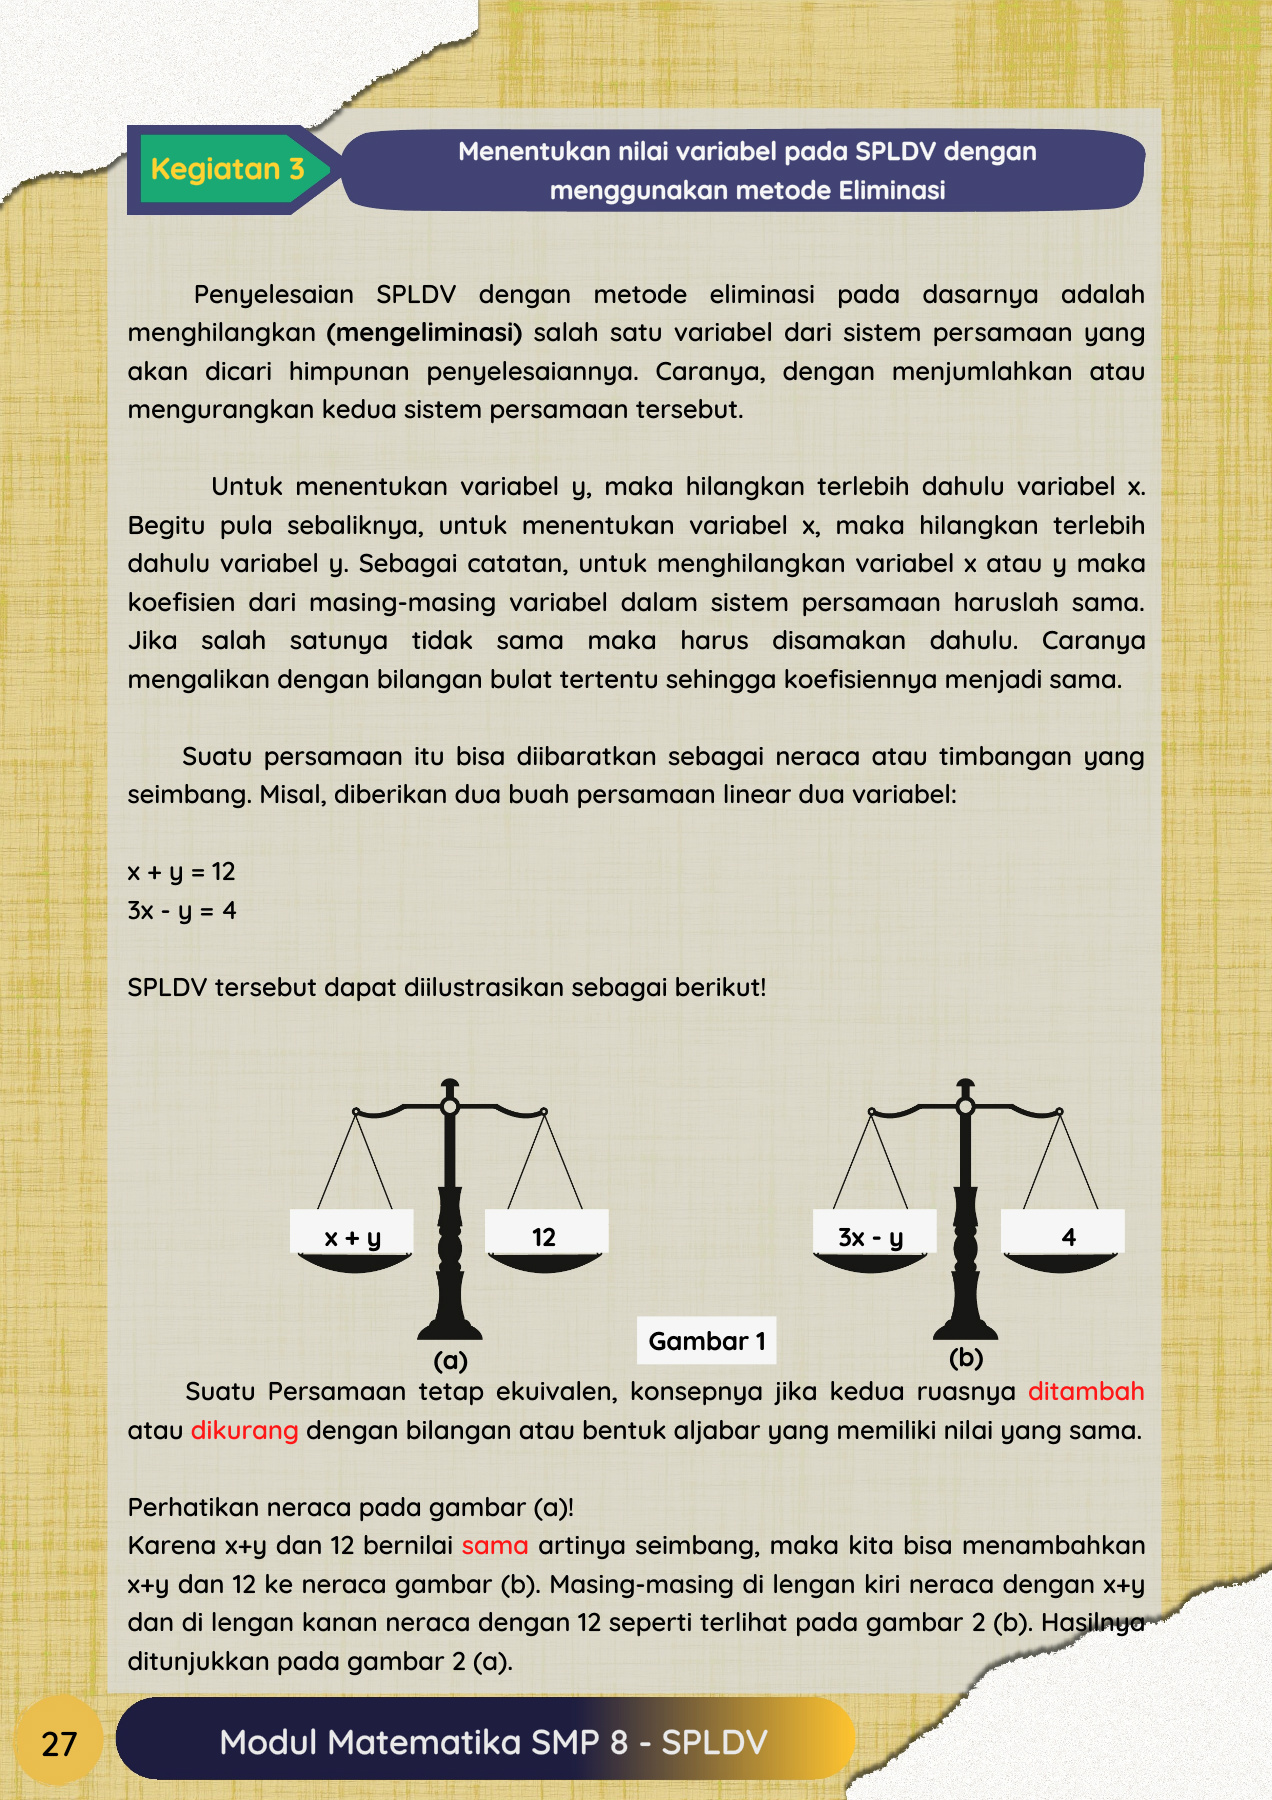 Kegiatan 3
Menentukan nilai variabel pada SPLDV dengan
menggunakan metode Eliminasi
Penyelesaian SPLDV dengan metode eliminasi pada dasarnya adalah
menghilangkan (mengeliminasi) salah satu variabel dari sistem persamaan yang
akan dicari himpunan penyelesaiannya. Caranya, dengan menjumlahkan atau
mengurangkan kedua sistem persamaan tersebut.
Untuk menentukan variabel y, maka hilangkan terlebih dahulu variabel x.
Begitu pula sebaliknya, untuk menentukan variabel x, maka hilangkan terlebih
dahulu variabel y. Sebagai catatan, untuk menghilangkan variabel x atau y maka
koefisien dari masing-masing variabel dalam sistem persamaan haruslah sama.
Jika salah satunya tidak sama maka harus disamakan dahulu. Caranya
mengalikan dengan bilangan bulat tertentu sehingga koefisiennya menjadi sama.
Suatu persamaan itu bisa diibaratkan sebagai neraca atau timbangan yang
seimbang. Misal, diberikan dua buah persamaan linear dua variabel:
x + y = 12
3x - y = 4
SPLDV tersebut dapat diilustrasikan sebagai berikut!
x + y
12
3x - y
4
Gambar 1
(a)
(b)
Suatu Persamaan tetap ekuivalen, konsepnya jika kedua ruasnya ditambah
atau dikurang dengan bilangan atau bentuk aljabar yang memiliki nilai yang sama.
Perhatikan neraca pada gambar (a)!
Karena x+y dan 12 bernilai sama artinya seimbang, maka kita bisa menambahkan
x+y dan 12 ke neraca gambar (b). Masing-masing di lengan kiri neraca dengan x+y
dan di lengan kanan neraca dengan 12 seperti terlihat pada gambar 2 (b). Hasilnya
ditunjukkan pada gambar 2 (a).
27
Modul Matematika SMP 8 - SPLDV